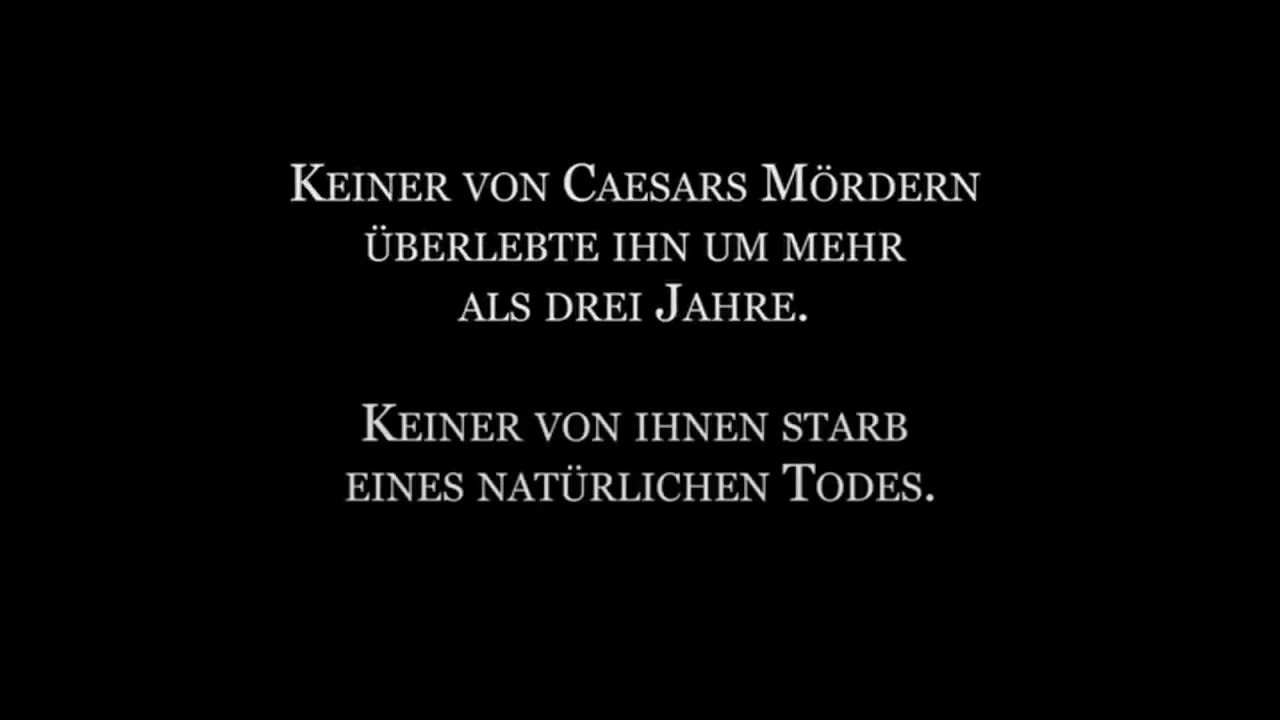 Keiner von Caesars Mördern
überlebte ihn um mehr
als drei Jahre.
Keiner von ihnen starb
eines natürlichen Todes.